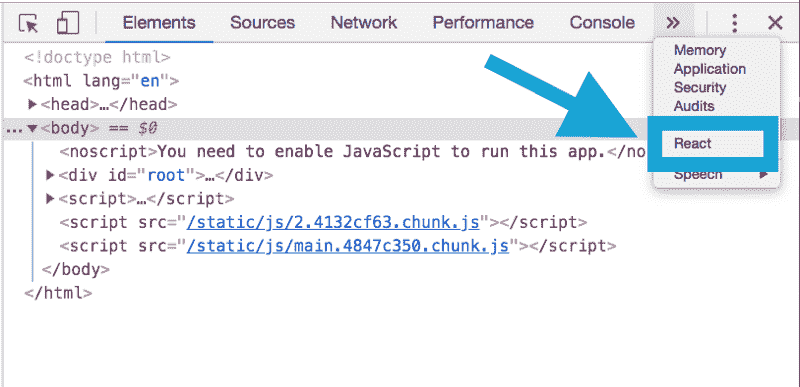 Elements Sources Network Performance Console »
<!doctype html>
<html lang="en">
▶<head>…</head>
…▼<body> == $0
<noscript>You need to enable JavaScript to run this app.</no
▶<div id="root">…</div>
▶<script>…</script>
<script src="/static/js/2.4132cf63.chunk.js"></script>
<script src="/static/js/main.4847c350.chunk.js"></script>
</body>
</html>
Memory
Application
Security
Audits
React
Speech ▶